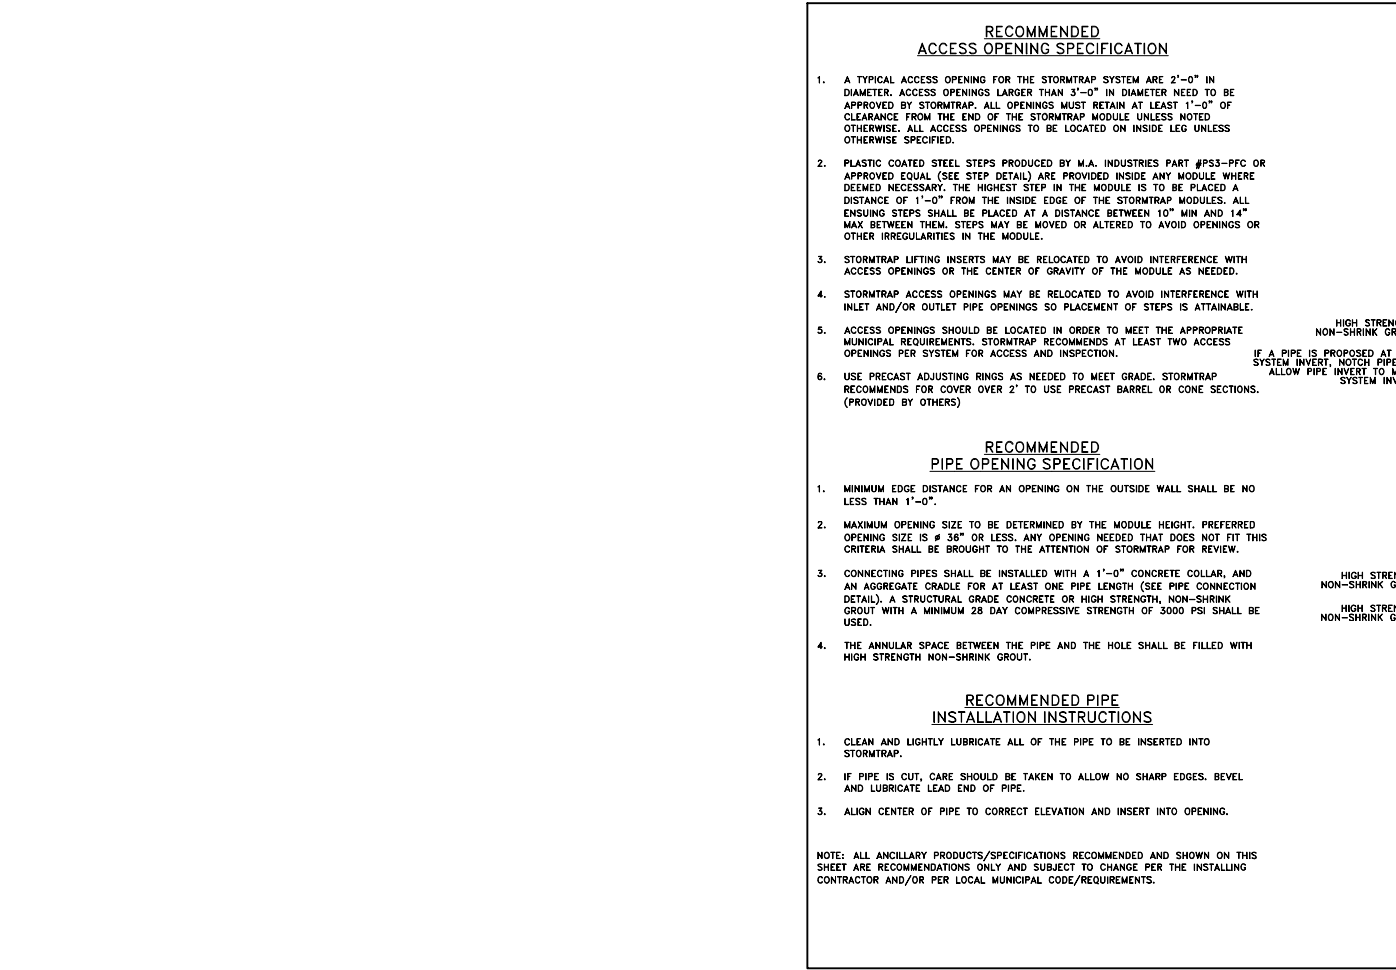 RECOMMENDED
ACCESS OPENING SPECIFICATION
1. A TYPICAL ACCESS OPENING FOR THE STORMTRAP SYSTEM ARE 2'-0" IN
DIAMETER. ACCESS OPENINGS LARGER THAN 3'-0" IN DIAMETER NEED TO BE
APPROVED BY STORMTRAP. ALL OPENINGS MUST RETAIN AT LEAST 1'-0" OF
CLEARANCE FROM THE END OF THE STORMTRAP MODULE UNLESS NOTED
OTHERWISE. ALL ACCESS OPENINGS TO BE LOCATED ON INSIDE LEG UNLESS
OTHERWISE SPECIFIED.
2. PLASTIC COATED STEEL STEPS PRODUCED BY M.A. INDUSTRIES PART #PS3-PFC OR
APPROVED EQUAL (SEE STEP DETAIL) ARE PROVIDED INSIDE ANY MODULE WHERE
DEEMED NECESSARY. THE HIGHEST STEP IN THE MODULE IS TO BE PLACED A
DISTANCE OF 1'-0" FROM THE INSIDE EDGE OF THE STORMTRAP MODULES. ALL
ENSUING STEPS SHALL BE PLACED AT A DISTANCE BETWEEN 10" MIN AND 14"
MAX BETWEEN THEM. STEPS MAY BE MOVED OR ALTERED TO AVOID OPENINGS OR
OTHER IRREGULARITIES IN THE MODULE.
3. STORMTRAP LIFTING INSERTS MAY BE RELOCATED TO AVOID INTERFERENCE WITH
ACCESS OPENINGS OR THE CENTER OF GRAVITY OF THE MODULE AS NEEDED.
4. STORMTRAP ACCESS OPENINGS MAY BE RELOCATED TO AVOID INTERFERENCE WITH
INLET AND/OR OUTLET PIPE OPENINGS SO PLACEMENT OF STEPS IS ATTAINABLE.
5. ACCESS OPENINGS SHOULD BE LOCATED IN ORDER TO MEET THE APPROPRIATE
MUNICIPAL REQUIREMENTS. STORMTRAP RECOMMENDS AT LEAST TWO ACCESS
OPENINGS PER SYSTEM FOR ACCESS AND INSPECTION.
6. USE PRECAST ADJUSTING RINGS AS NEEDED TO MEET GRADE. STORMTRAP
RECOMMENDS FOR COVER OVER 2' TO USE PRECAST BARREL OR CONE SECTIONS.
(PROVIDED BY OTHERS)
RECOMMENDED
PIPE OPENING SPECIFICATION
1. MINIMUM EDGE DISTANCE FOR AN OPENING ON THE OUTSIDE WALL SHALL BE NO
LESS THAN 1'-0".
2. MAXIMUM OPENING SIZE TO BE DETERMINED BY THE MODULE HEIGHT. PREFERRED
OPENING SIZE IS ø 36" OR LESS. ANY OPENING NEEDED THAT DOES NOT FIT THIS
CRITERIA SHALL BE BROUGHT TO THE ATTENTION OF STORMTRAP FOR REVIEW.
3. CONNECTING PIPES SHALL BE INSTALLED WITH A 1'-0" CONCRETE COLLAR, AND
AN AGGREGATE CRADLE FOR AT LEAST ONE PIPE LENGTH (SEE PIPE CONNECTION
DETAIL). A STRUCTURAL GRADE CONCRETE OR HIGH STRENGTH, NON-SHRINK
GROUT WITH A MINIMUM 28 DAY COMPRESSIVE STRENGTH OF 3000 PSI SHALL BE
USED.
4. THE ANNULAR SPACE BETWEEN THE PIPE AND THE HOLE SHALL BE FILLED WITH
HIGH STRENGTH NON-SHRINK GROUT.
RECOMMENDED PIPE
INSTALLATION INSTRUCTIONS
1. CLEAN AND LIGHTLY LUBRICATE ALL OF THE PIPE TO BE INSERTED INTO
STORMTRAP.
2. IF PIPE IS CUT, CARE SHOULD BE TAKEN TO ALLOW NO SHARP EDGES. BEVEL
AND LUBRICATE LEAD END OF PIPE.
3. ALIGN CENTER OF PIPE TO CORRECT ELEVATION AND INSERT INTO OPENING.
NOTE: ALL ANCILLARY PRODUCTS/SPECIFICATIONS RECOMMENDED AND SHOWN ON THIS
SHEET ARE RECOMMENDATIONS ONLY AND SUBJECT TO CHANGE PER THE INSTALLING
CONTRACTOR AND/OR PER LOCAL MUNICIPAL CODE/REQUIREMENTS.
HIGH
NON-SHRINK
IF A PIPE IS PROPOSED AT
SYSTEM INVERT, NOTCH PIPE
ALLOW PIPE INVERT TO
SYSTEM
HIGH
NON-SHRINK
HIGH
NON-SHRINK